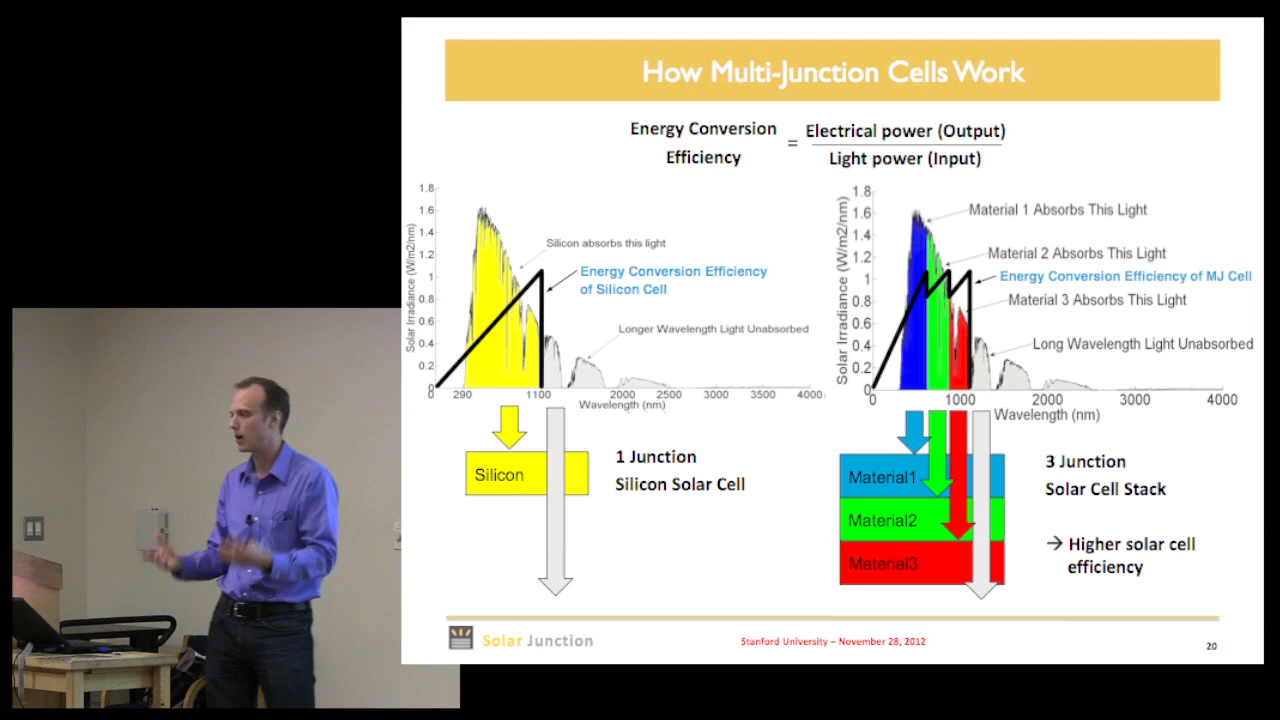 How Multi-Junction Cells Work
Energy Conversion
Efficiency
=
Electrical power (Output)
Light power (Input)
Solar Irradiance (W/m2/nm)
1.8
1.6
1.4
1.2
1
0.8
0.6
0.4
0.2
0
290
1100
2000
2500
3000
3500
4000
Wavelength (nm)
Silicon absorbs this light
Energy Conversion Efficiency
of Silicon Cell
Longer Wavelength Light Unabsorbed
Silicon
1 Junction
Silicon Solar Cell
Solar Irradiance (W/m2/nm)
1.8
1.6
1.4
1.2
1
0.8
0.6
0.4
0.2
0
0
1000
2000
3000
4000
Wavelength (nm)
Material 1 Absorbs This Light
Material 2 Absorbs This Light
Energy Conversion Efficiency of MJ Cell
Material 3 Absorbs This Light
Long Wavelength Light Unabsorbed
Material1
Material2
Material3
3 Junction
Solar Cell Stack
→ Higher solar cell
efficiency
Solar Junction
Stanford University – November 28, 2012
20